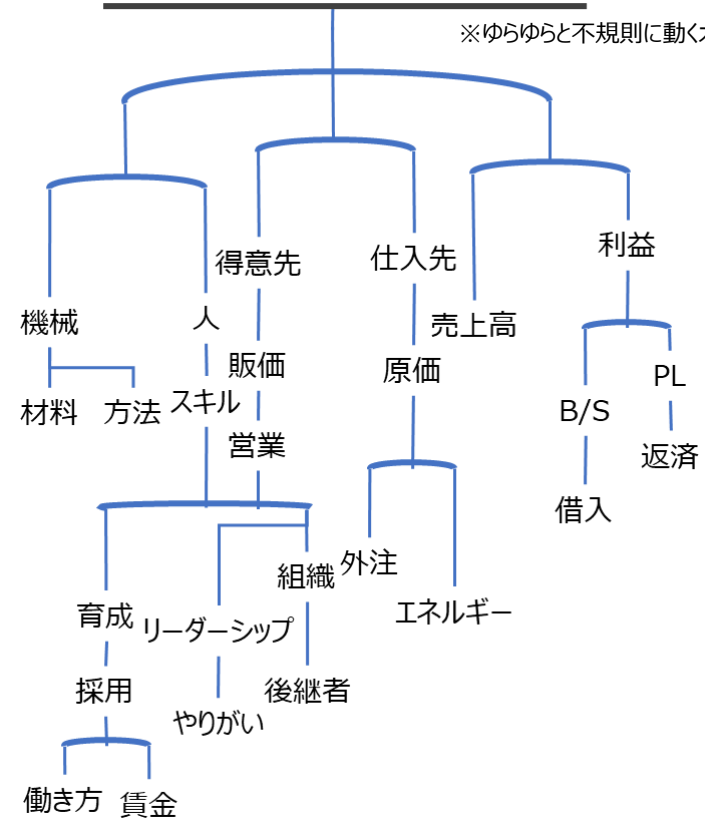 ※ゆらゆらと不規則に動く
得意先
仕入先
利益
機械
人
売上高
販価
原価
PL
材料
方法
スキル
B/S
営業
返済
借入
組織
外注
育成
リーダーシップ
エネルギー
採用
後継者
やりがい
働き方
賃金